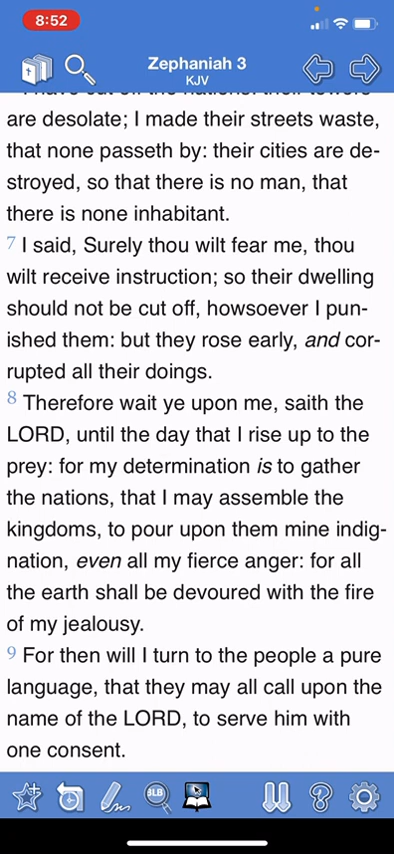 8:52
Zephaniah 3
KJV
are desolate; I made their streets waste,
that none passeth by: their cities are de-
stroyed, so that there is no man, that
there is none inhabitant.
7 I said, Surely thou wilt fear me, thou
wilt receive instruction; so their dwelling
should not be cut off, howsoever I pun-
ished them: but they rose early, and cor-
rupted all their doings.
8 Therefore wait ye upon me, saith the
LORD, until the day that I rise up to the
prey: for my determination is to gather
the nations, that I may assemble the
kingdoms, to pour upon them mine indig-
nation, even all my fierce anger: for all
the earth shall be devoured with the fire
of my jealousy.
9 For then will I turn to the people a pure
language, that they may all call upon the
name of the LORD, to serve him with
one consent.
BLB